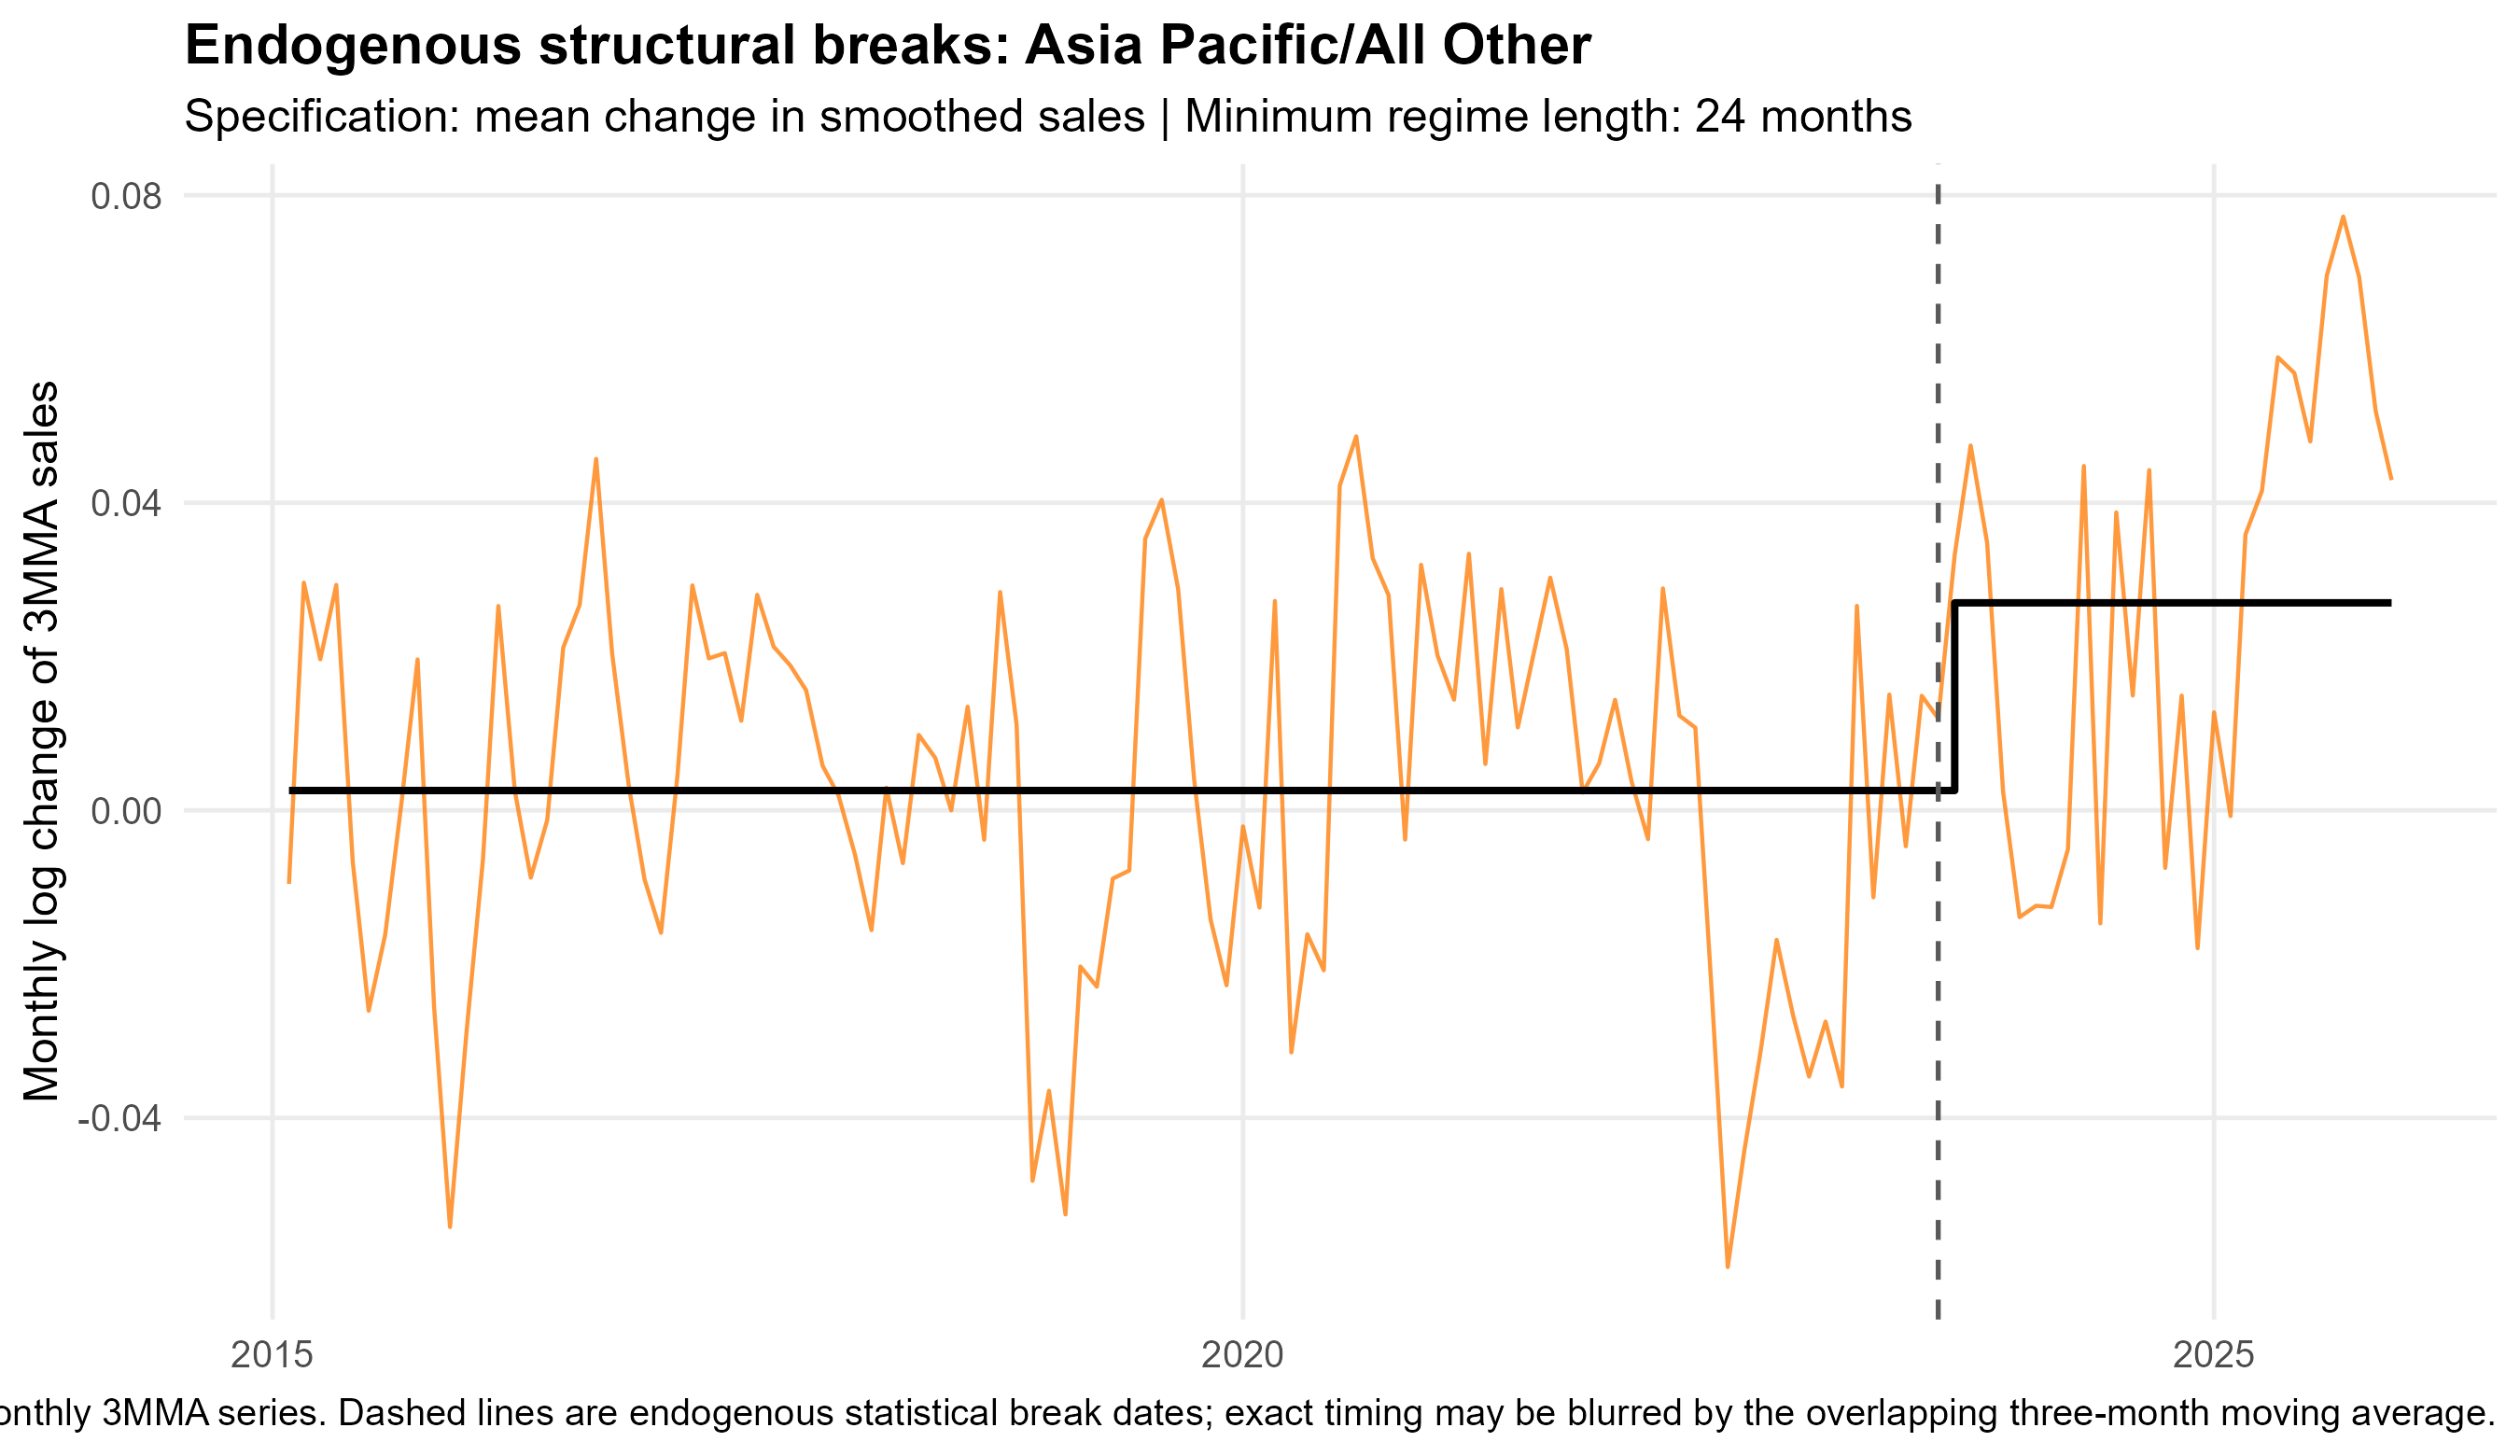 Endogenous structural breaks: Asia Pacific/All Other
Specification: mean change in smoothed sales | Minimum regime length: 24 months
Monthly log change of 3MMA sales
0.08
0.04
0.00
-0.04
2015
2020
2025
3MMA series. Dashed lines are endogenous statistical break dates; exact timing may be blurred by the overlapping three-month moving average.